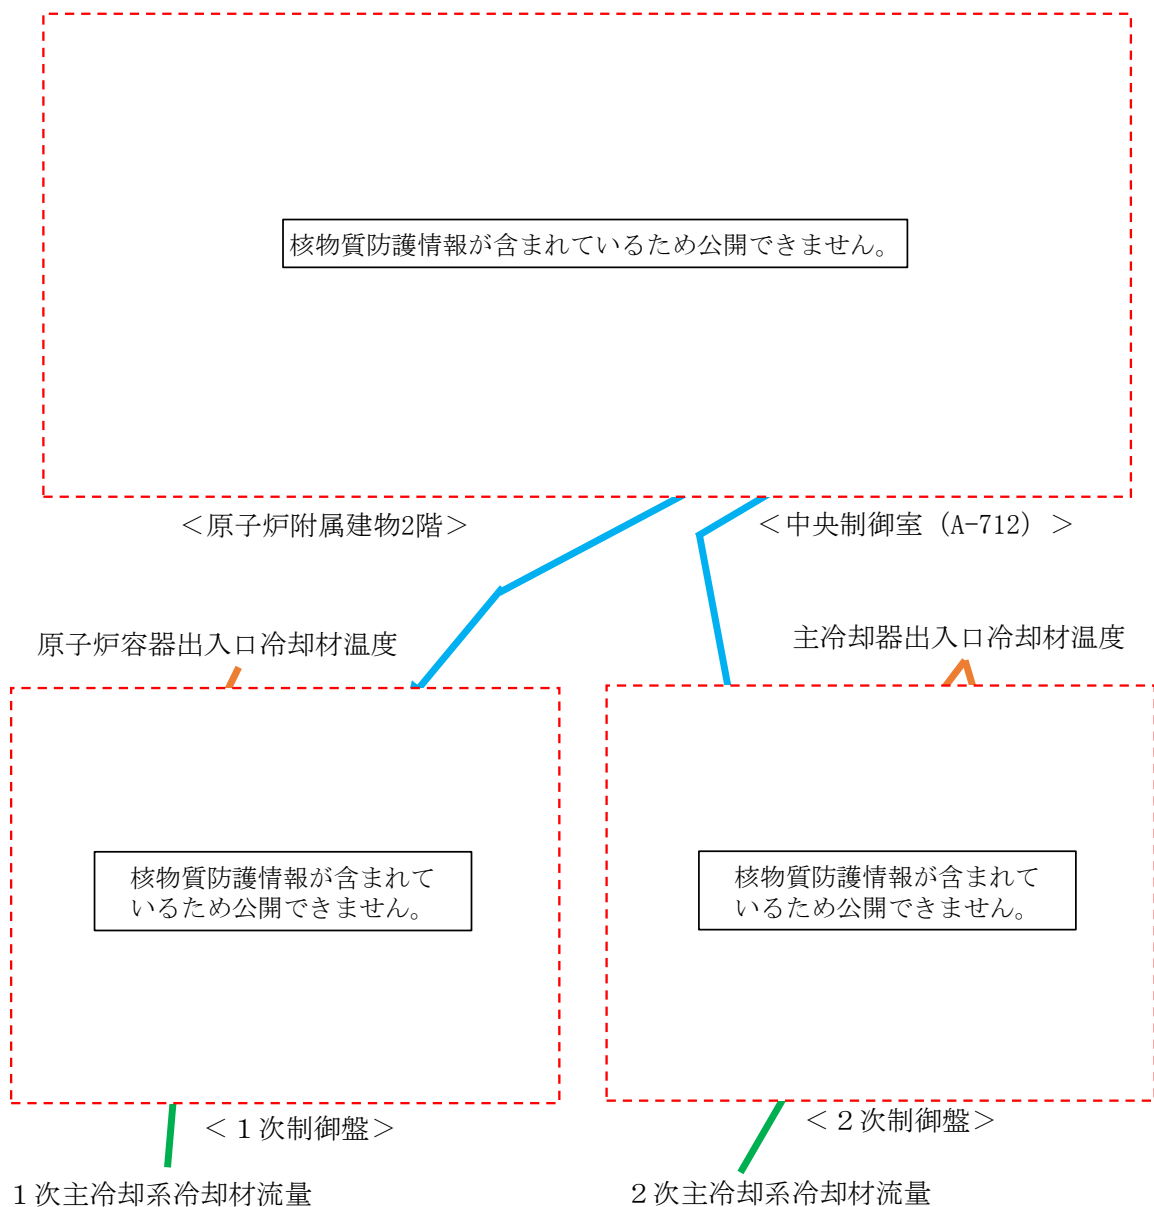 核物質防護情報が含まれているため公開できません。
＜原子炉附属建物2階＞
＜中央制御室（A-712）＞
原子炉容器出入口冷却材温度
主冷却器出入口冷却材温度
核物質防護情報が含まれて
いるため公開できません。
核物質防護情報が含まれて
いるため公開できません。
＜１次制御盤＞
＜２次制御盤＞
１次主冷却系冷却材流量
２次主冷却系冷却材流量